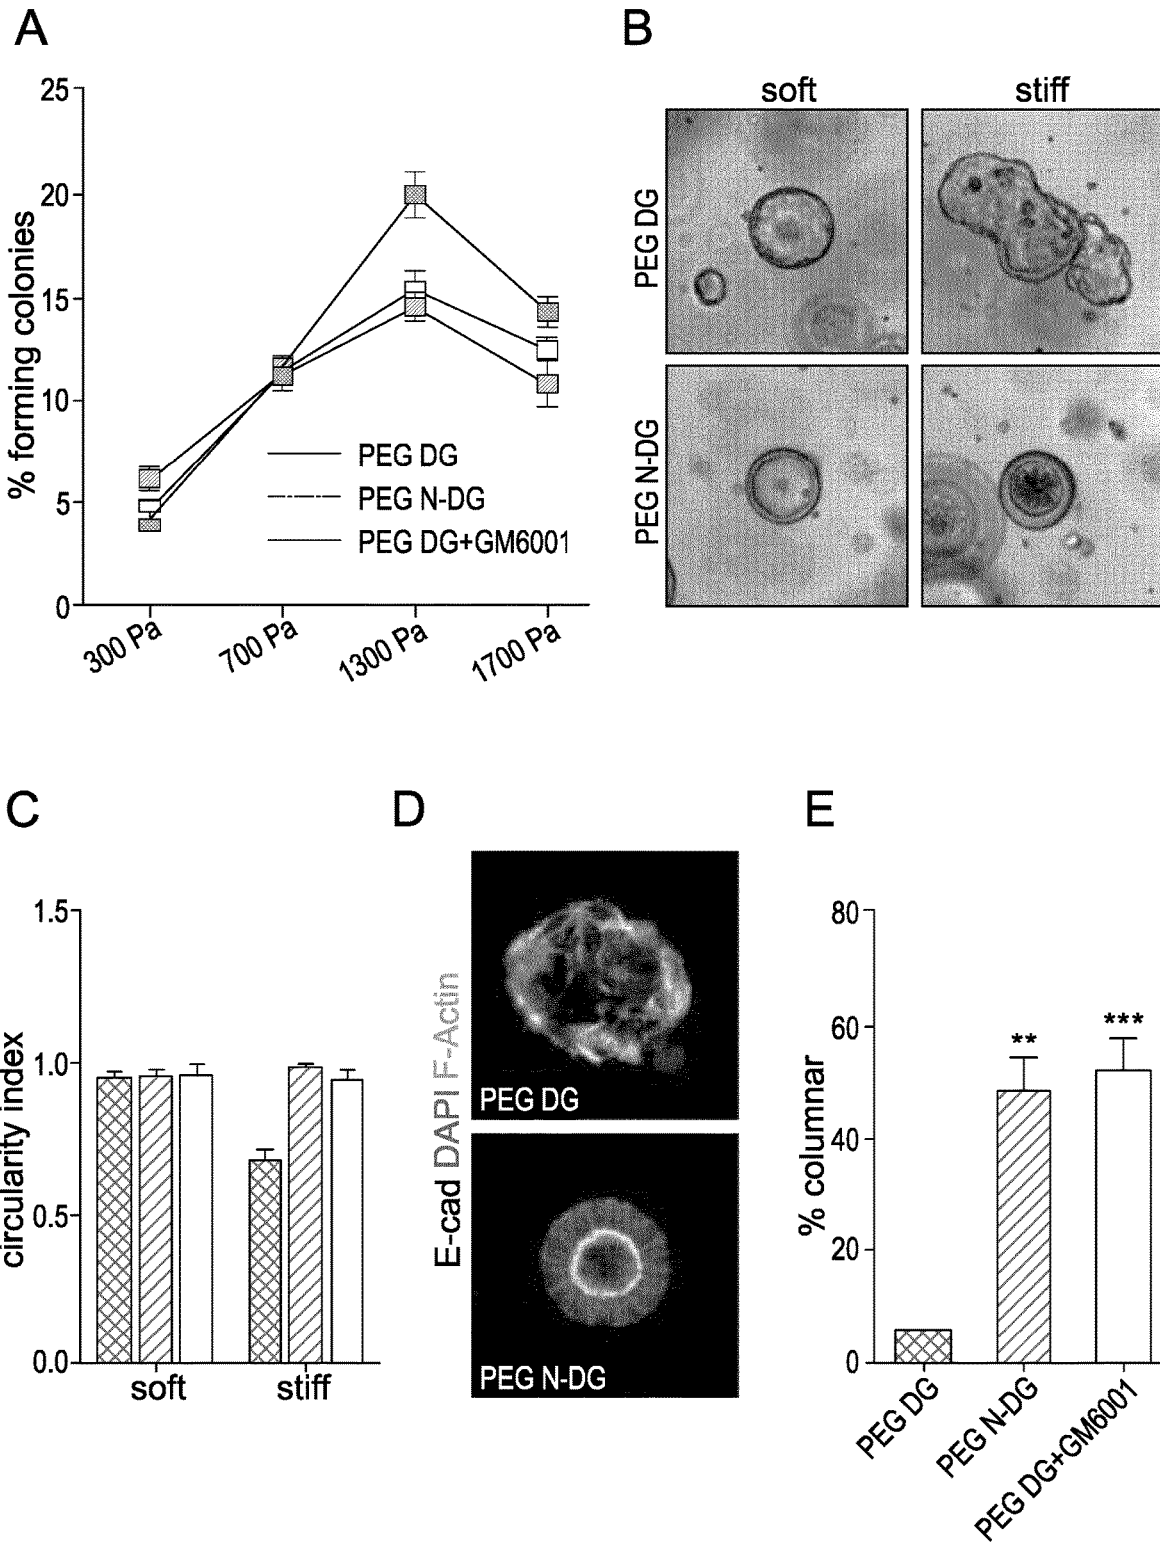 A
25
20
15
10
5
0
% forming colonies
PEG DG
PEG N-DG
PEG DG+GM6001
300 Pa
700 Pa
1300 Pa
1700 Pa
B
soft
stiff
PEG DG
PEG N-DG
C
1.5
1.0
0.5
0.0
circularity index
soft
stiff
D
E-cad DAPI F-Actin
PEG DG
PEG N-DG
E
80
60
40
20
0
% columnar
**
***
PEG DG
PEG N-DG
PEG DG+GM6001